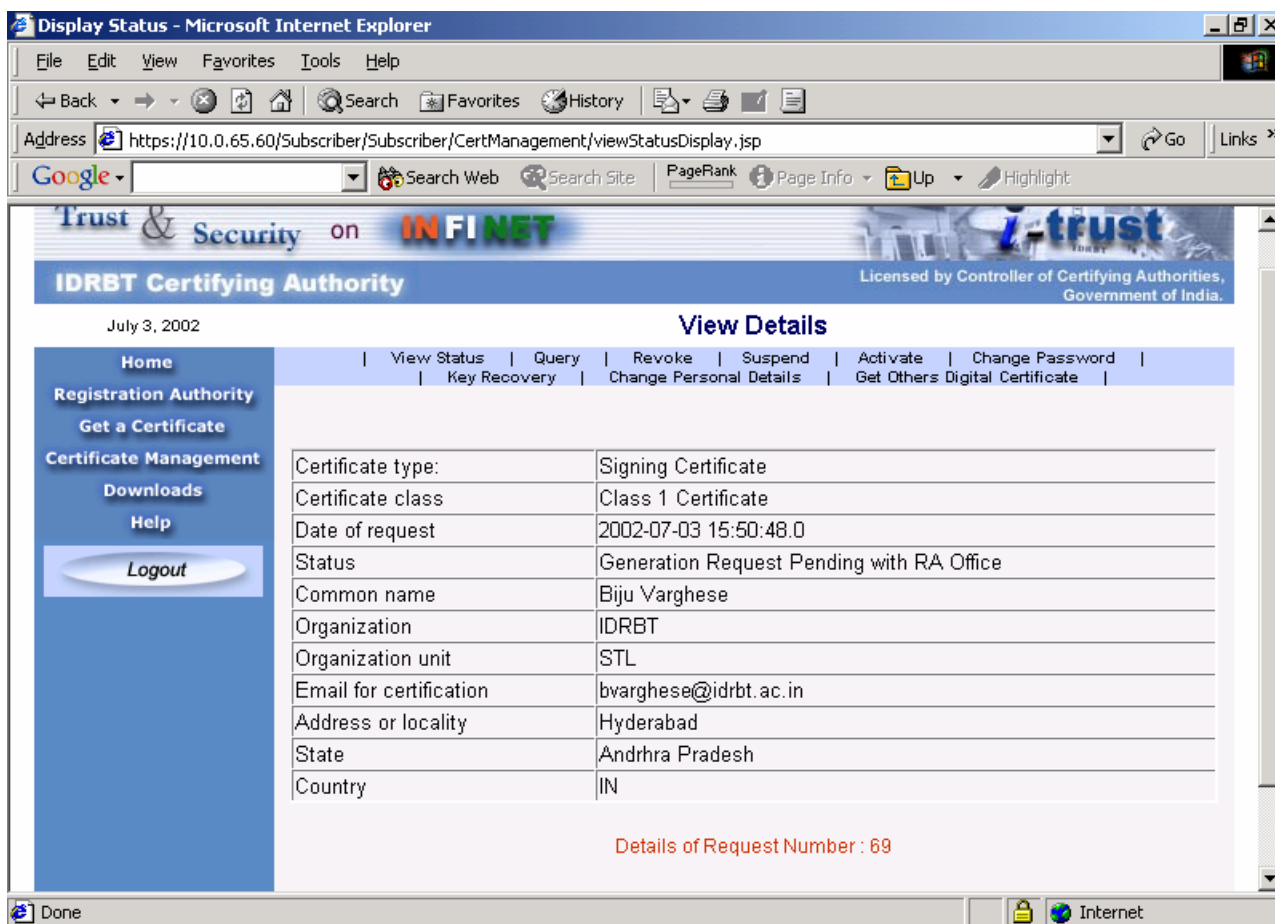 Display Status - Microsoft Internet Explorer
File Edit View Favorites Tools Help
Back Search Favorites History
Address https://10.0.65.60/Subscriber/Subscriber/CertManagement/viewStatusDisplay.jsp Go Links »
Google Search Web Search Site PageRank Page Info Up Highlight
Trust & Security on INFINET i-trust
IDRBT
IDRBT Certifying Authority Licensed by Controller of Certifying Authorities,
Government of India.
July 3, 2002 View Details
| View Status | Query | Revoke | Suspend | Activate | Change Password |
| Key Recovery | Change Personal Details | Get Others Digital Certificate |
Home
Registration Authority
Get a Certificate
Certificate Management
Downloads
Help
Logout
Certificate type: Signing Certificate
Certificate class Class 1 Certificate
Date of request 2002-07-03 15:50:48.0
Status Generation Request Pending with RA Office
Common name Biju Varghese
Organization IDRBT
Organization unit STL
Email for certification bvarghese@idrbt.ac.in
Address or locality Hyderabad
State Andrhra Pradesh
Country IN
Details of Request Number : 69
Done Internet